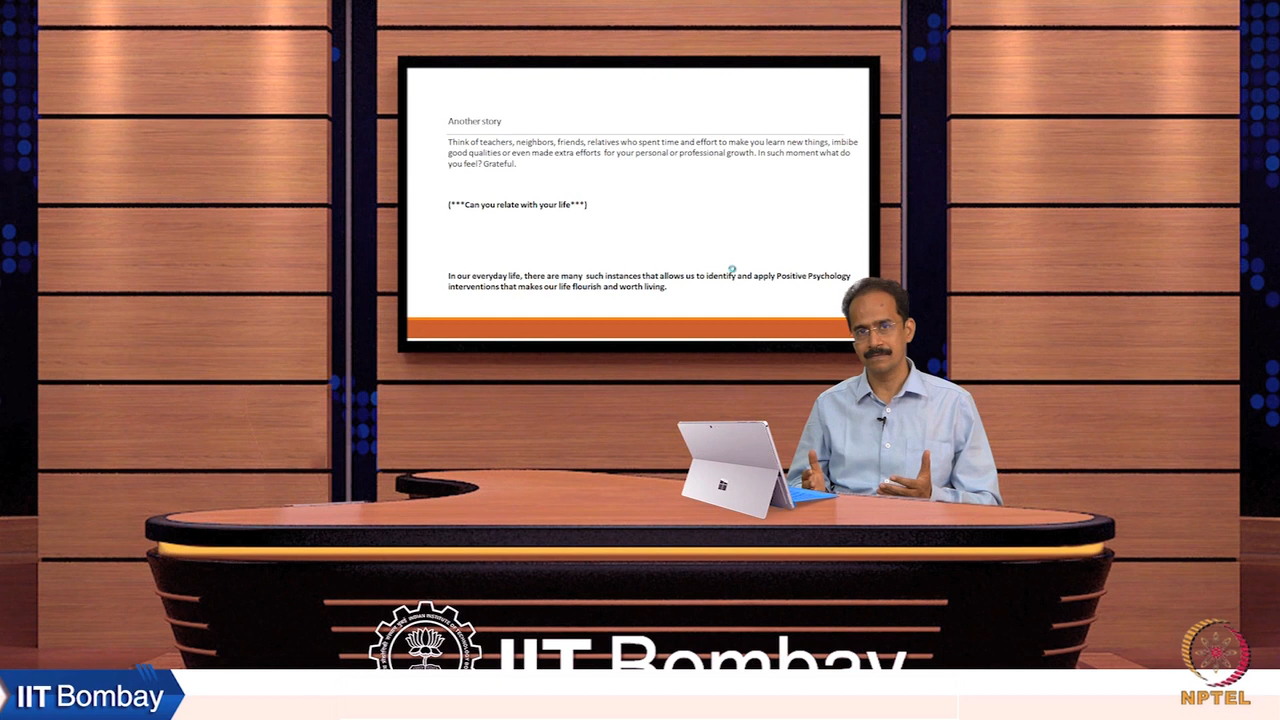 Another story
Think of teachers, neighbors, friends, relatives who spent time and effort to make you learn new things, imbibe
good qualities or even made extra efforts for your personal or professional growth. In such moment what do
you feel? Grateful.
(***Can you relate with your life***)
In our everyday life, there are many such instances that allows us to identify and apply Positive Psychology
interventions that makes our life flourish and worth living.
IIT Bombay
IIT Bombay
NPTEL